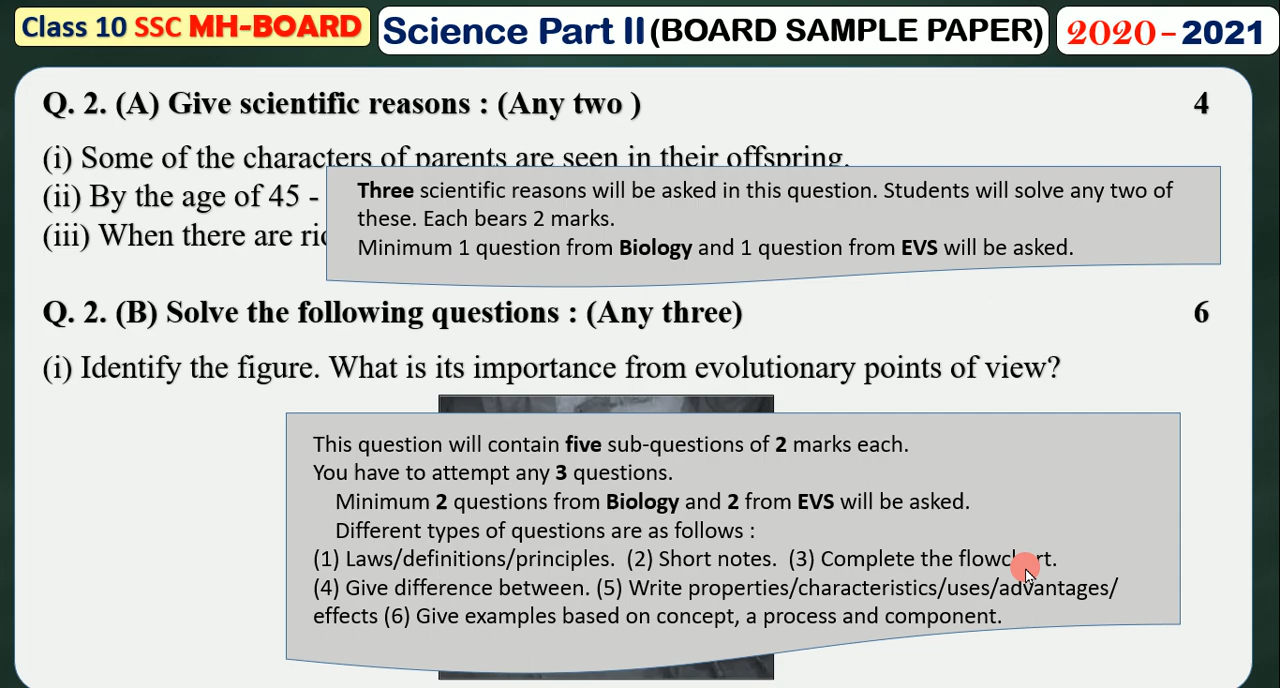 Class 10 SSC MH-BOARD Science Part II (BOARD SAMPLE PAPER) 2020 - 2021
Q. 2. (A) Give scientific reasons : (Any two ) 4
(i) Some of the characters of parents are seen in their offspring.
(ii) By the age of 45 -
(iii) When there are
Three scientific reasons will be asked in this question. Students will solve any two of
these. Each bears 2 marks.
Minimum 1 question from Biology and 1 question from EVS will be asked.
Q. 2. (B) Solve the following questions : (Any three) 6
(i) Identify the figure. What is its importance from evolutionary points of view?
This question will contain five sub-questions of 2 marks each.
You have to attempt any 3 questions.
Minimum 2 questions from Biology and 2 from EVS will be asked.
Different types of questions are as follows :
(1) Laws/definitions/principles. (2) Short notes. (3) Complete the flowchart.
(4) Give difference between. (5) Write properties/characteristics/uses/advantages/
effects (6) Give examples based on concept, a process and component.